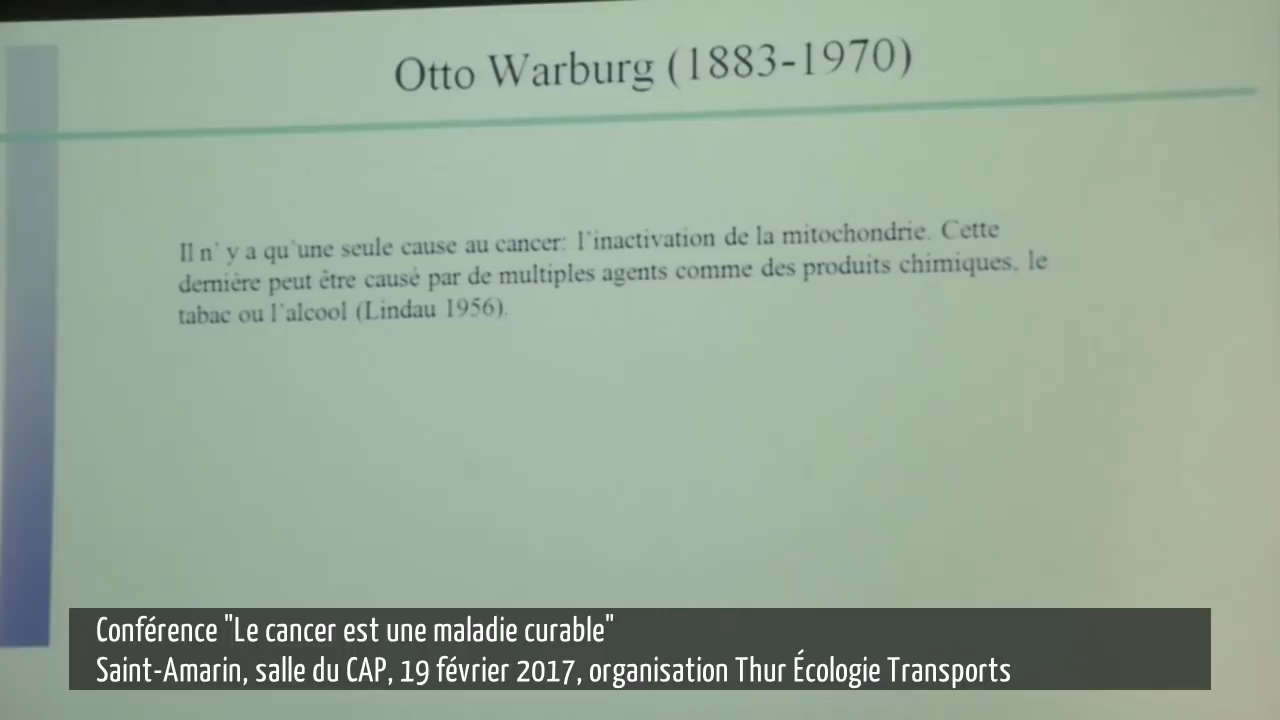 Otto Warburg (1883-1970)
Il n' y a qu'une seule cause au cancer: l'inactivation de la mitochondrie. Cette
dernière peut être causé par de multiples agents comme des produits chimiques, le
tabac ou l'alcool (Lindau 1956).
Conférence "Le cancer est une maladie curable"
Saint-Amarin, salle du CAP, 19 février 2017, organisation Thur Écologie Transports